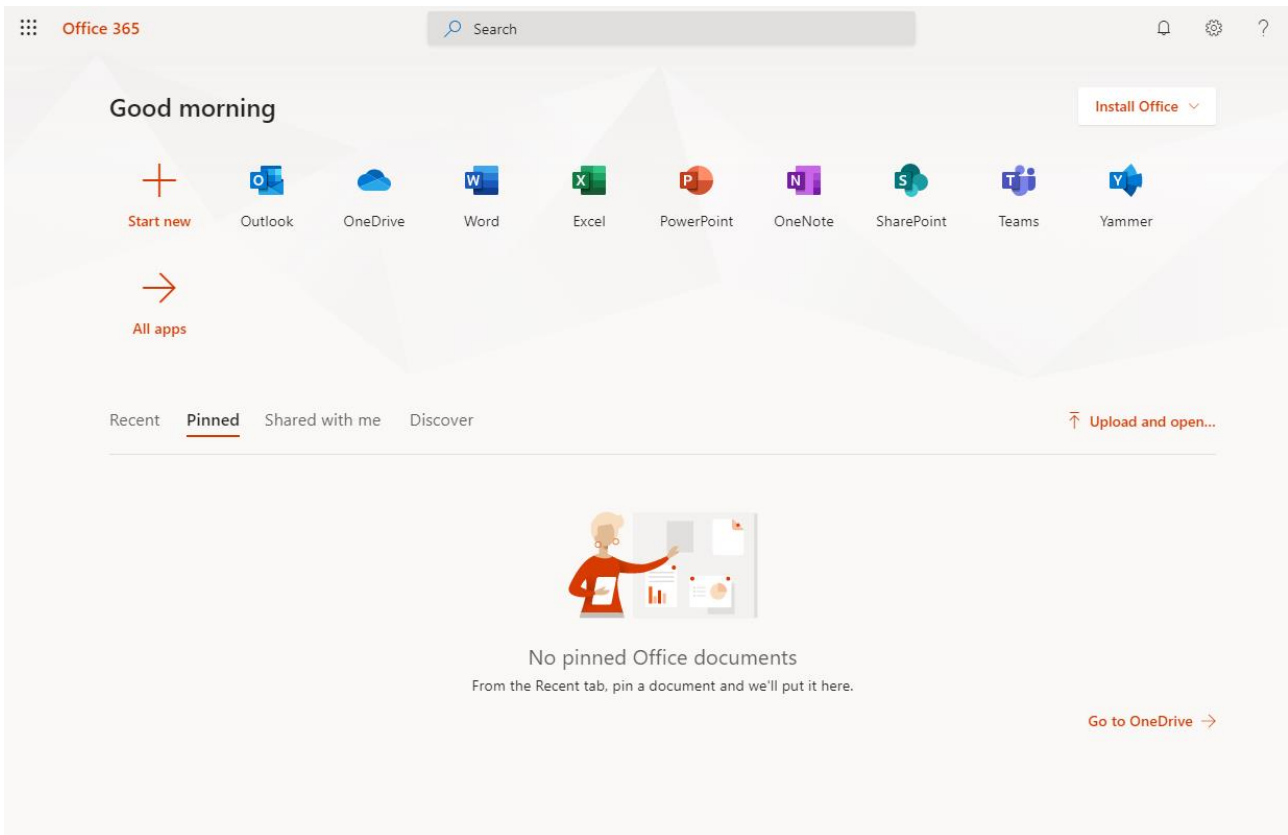 Office 365 Search ?
Good morning
Install Office
Start new Outlook OneDrive Word Excel PowerPoint OneNote SharePoint Teams Yammer
All apps
Recent Pinned Shared with me Discover Upload and open...
No pinned Office documents
From the Recent tab, pin a document and we'll put it here.
Go to OneDrive